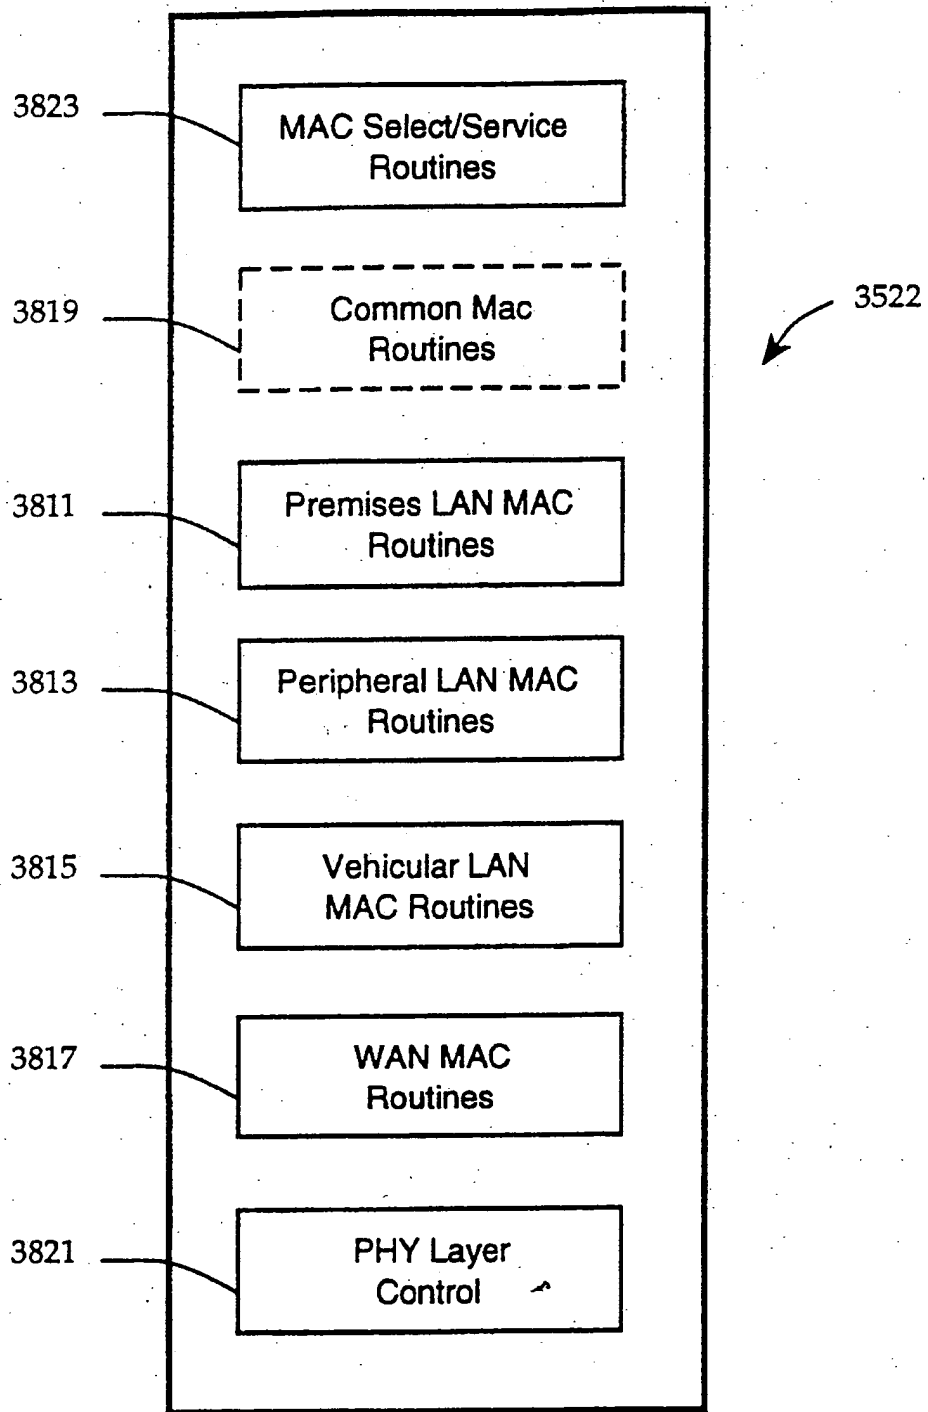 3823
MAC Select/Service
Routines
3819
Common Mac
Routines
3522
3811
Premises LAN MAC
Routines
3813
Peripheral LAN MAC
Routines
3815
Vehicular LAN
MAC Routines
3817
WAN MAC
Routines
3821
PHY Layer
Control